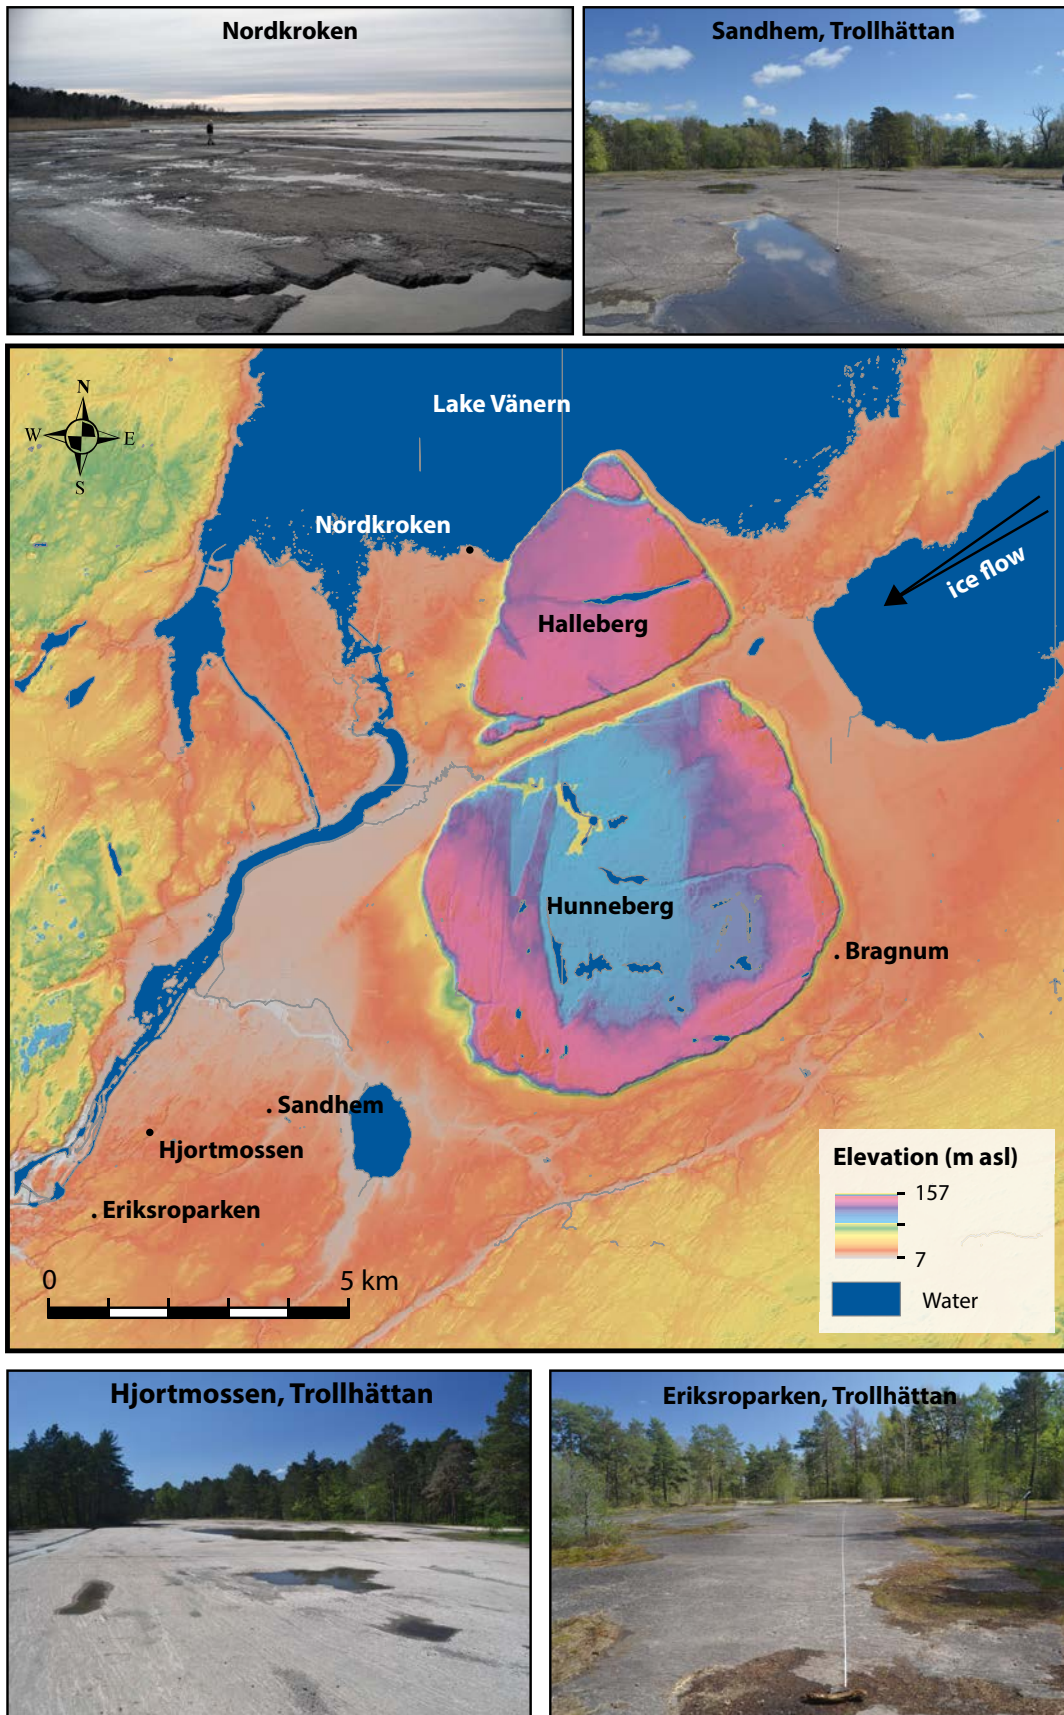 Nordkroken
Sandhem, Trollhättan
N
W
E
S
Lake Vänern
Nordkroken
ice flow
Halleberg
Hunneberg
Bragnum
Sandhem
Hjortmossen
Eriksroparken
0
5 km
Elevation (m asl)
157
7
Water
Hjortmossen, Trollhättan
Eriksroparken, Trollhättan